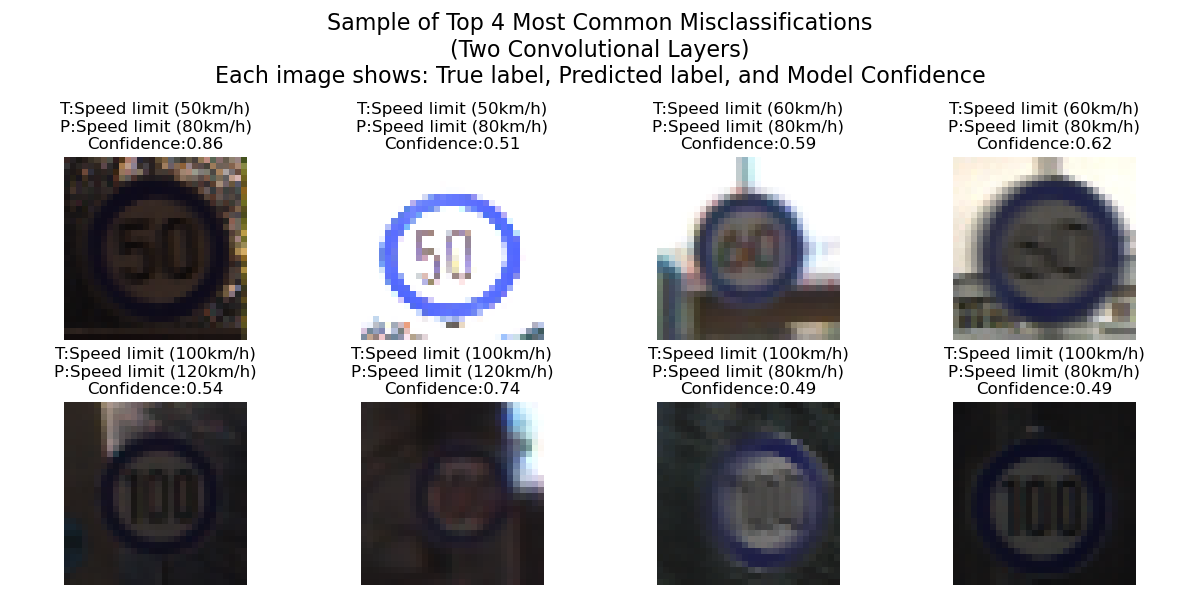 Sample of Top 4 Most Common Misclassifications
(Two Convolutional Layers)
Each image shows: True label, Predicted label, and Model Confidence
T:Speed limit (50km/h)
P:Speed limit (80km/h)
Confidence:0.86
T:Speed limit (50km/h)
P:Speed limit (80km/h)
Confidence:0.51
T:Speed limit (60km/h)
P:Speed limit (80km/h)
Confidence:0.59
T:Speed limit (60km/h)
P:Speed limit (80km/h)
Confidence:0.62
50
50
60
T:Speed limit (100km/h)
P:Speed limit (120km/h)
Confidence:0.54
T:Speed limit (100km/h)
P:Speed limit (120km/h)
Confidence:0.74
T:Speed limit (100km/h)
P:Speed limit (80km/h)
Confidence:0.49
T:Speed limit (100km/h)
P:Speed limit (80km/h)
Confidence:0.49
100
100
100